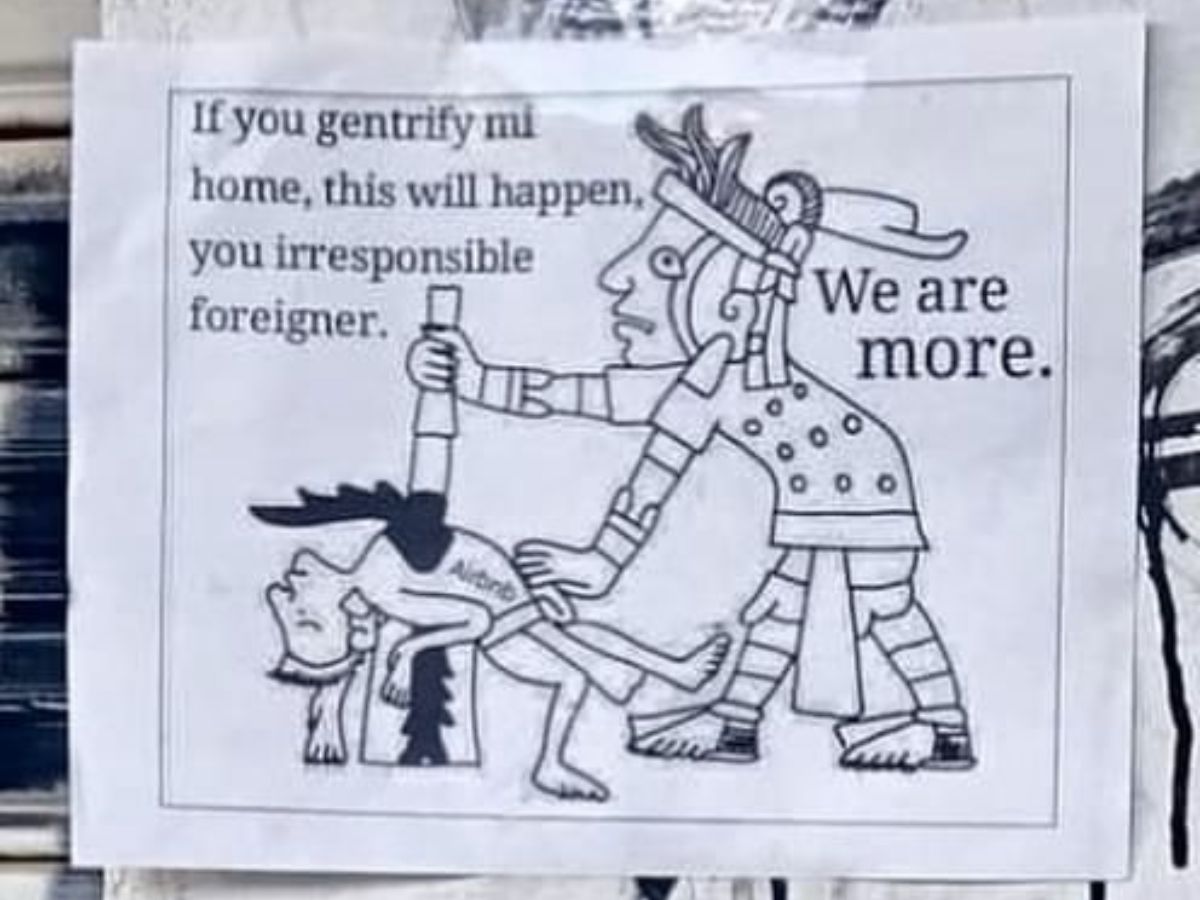 If you gentrify mi
home, this will happen,
you irresponsible
foreigner.
We are
more.
Airbnb